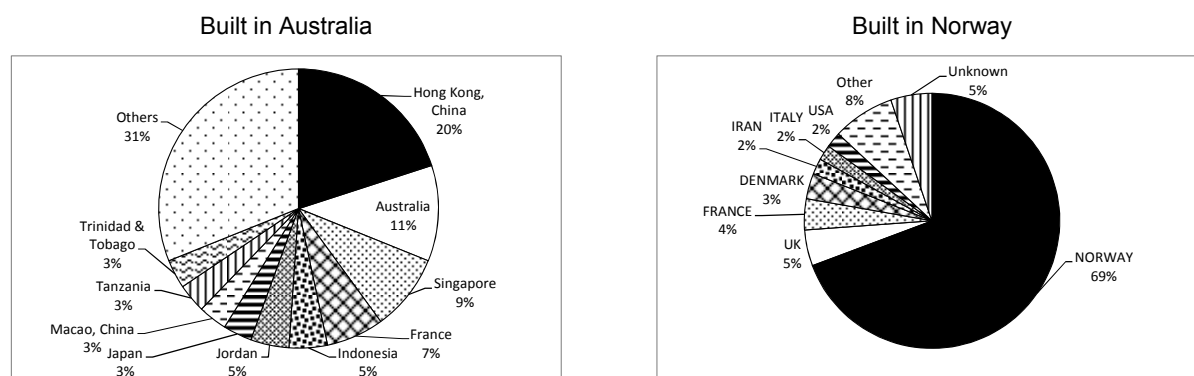 Built in Australia
Hong Kong,
China
20%
Australia
11%
Singapore
9%
France
7%
Indonesia
5%
Jordan
5%
Japan
3%
Macao, China
3%
Tanzania
3%
Trinidad &
Tobago
3%
Others
31%
Built in Norway
NORWAY
69%
UK
5%
FRANCE
4%
DENMARK
3%
IRAN
2%
ITALY
2%
USA
2%
Other
8%
Unknown
5%